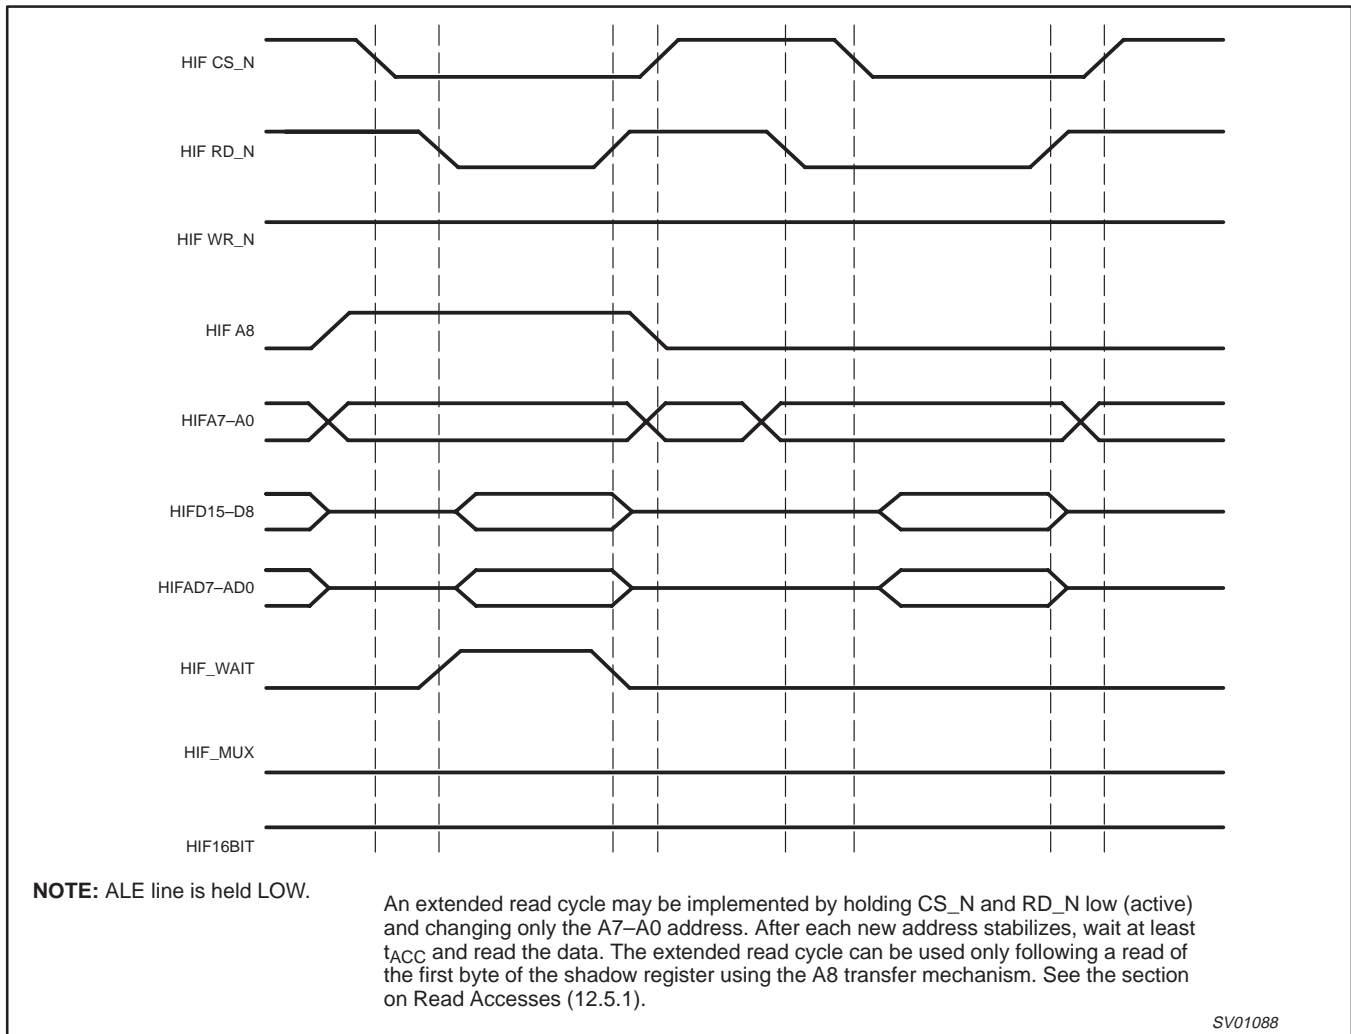 HIF CS_N
HIF RD_N
HIF WR_N
HIF A8
HIFA7–A0
HIFD15–D8
HIFAD7–AD0
HIF_WAIT
HIF_MUX
HIF16BIT
NOTE: ALE line is held LOW.
An extended read cycle may be implemented by holding CS_N and RD_N low (active)
and changing only the A7–A0 address. After each new address stabilizes, wait at least
tACC and read the data. The extended read cycle can be used only following a read of
the first byte of the shadow register using the A8 transfer mechanism. See the section
on Read Accesses (12.5.1).
SV01088